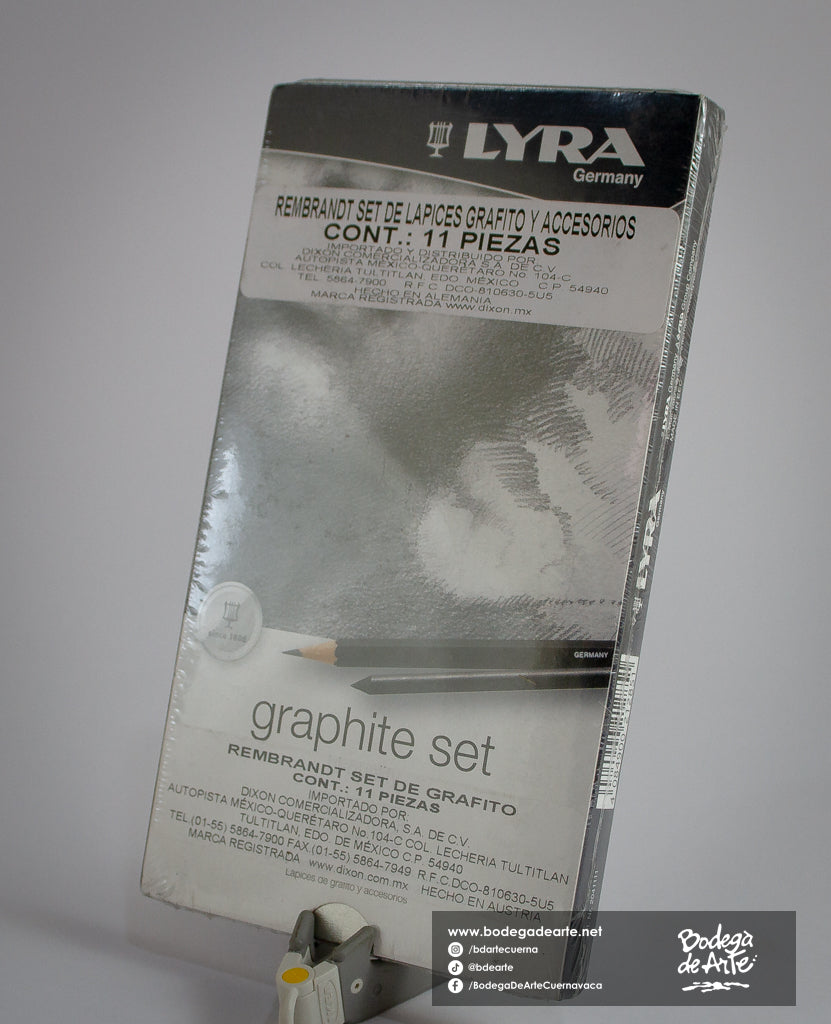 LYRA
Germany
REMBRANDT SET DE LAPICES GRAFITO Y ACCESORIOS
CONT.: 11 PIEZAS
IMPORTADO Y DISTRIBUIDO POR:
DIXON COMERCIALIZADORA S.A. DE C.V
AUTOPISTA MÉXICO-QUERÉTARO No. 104-C
COL. LECHERIA TULTITLAN, EDO. MÉXICO C.P. 54940
TEL. 5864-7900 R.F.C. DCO-810630-5U5
HECHO EN ALEMANIA
MARCA REGISTRADA www.dixon.mx
LYRA
Germany
since 1806
GERMANY
graphite set
REMBRANDT SET DE GRAFITO
CONT.: 11 PIEZAS
IMPORTADO POR:
DIXON COMERCIALIZADORA, S.A. DE C.V.
AUTOPISTA MÉXICO-QUERÉTARO No.104-C COL. LECHERIA TULTITLAN
TULTITLAN, EDO. DE MÉXICO C.P. 54940
TEL.(01-55) 5864-7900 FAX.(01-55) 5864-7949 R.F.C.DCO-810630-5U5
MARCA REGISTRADA www.dixon.com.mx HECHO EN AUSTRIA
Lápices de grafito y accesorios
www.bodegadearte.net
/bdartecuerna
@bdearte
/BodegaDeArteCuernavaca
Bodega
de Arte